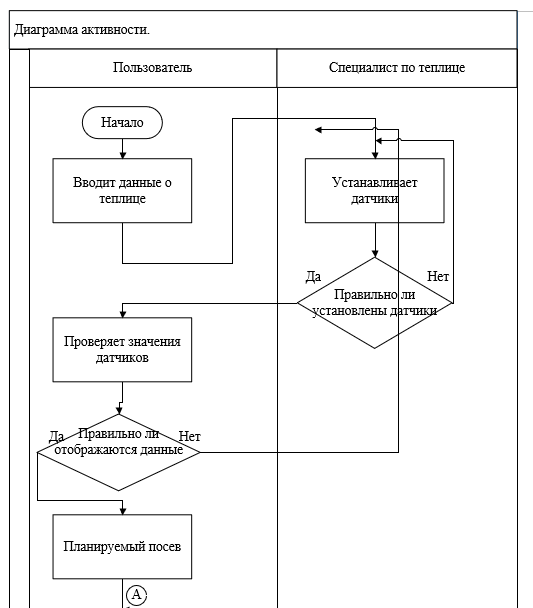 Диаграмма активности.
Пользователь
Специалист по теплице
Начало
Вводит данные о
теплице
Устанавливает
датчики
Да
Нет
Правильно ли
установлены датчики
Проверяет значения
датчиков
Да
Нет
Правильно ли
отображаются данные
Планируемый посев
А